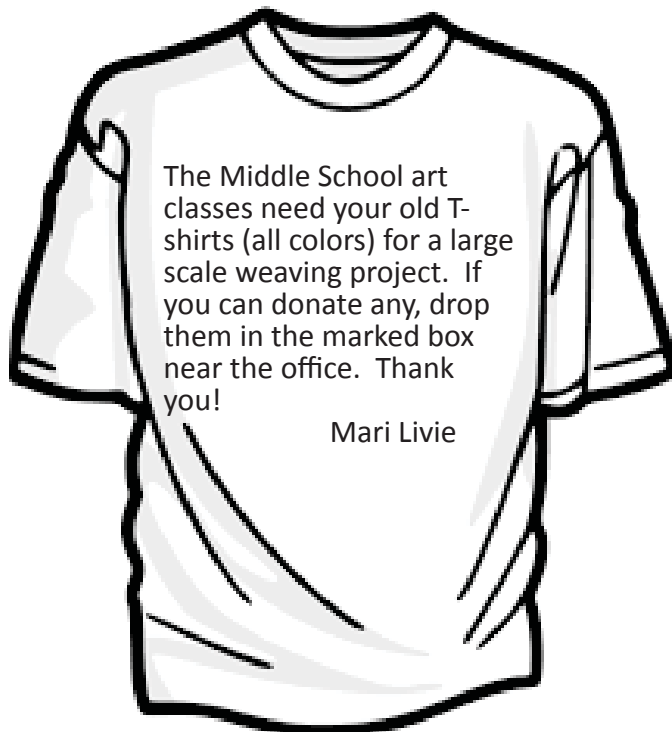 The Middle School art
classes need your old T-
shirts (all colors) for a large
scale weaving project.  If
you can donate any, drop
them in the marked box
near the office.  Thank
you!
Mari Livie